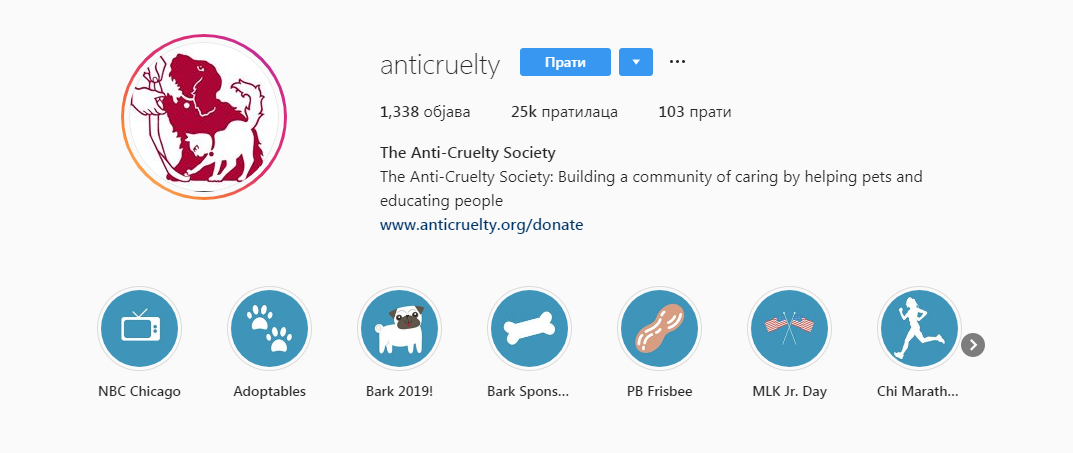 anticruelty Прати
1,338 објава 25k пратилаца 103 прати
The Anti-Cruelty Society
The Anti-Cruelty Society: Building a community of caring by helping pets and
educating people
www.anticruelty.org/donate
NBC Chicago Adoptables Bark 2019! Bark Spons... PB Frisbee MLK Jr. Day Chi Marath...